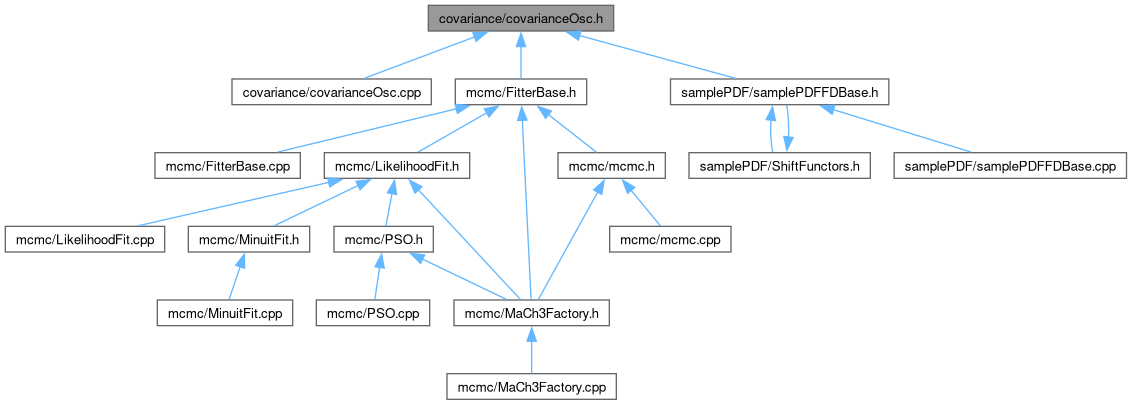 covariance/covarianceOsc.h
covariance/covarianceOsc.cpp
mcmc/FitterBase.h
samplePDF/samplePDFFDBase.h
mcmc/FitterBase.cpp
mcmc/LikelihoodFit.h
mcmc/mcmc.h
samplePDF/ShiftFunctors.h
samplePDF/samplePDFFDBase.cpp
mcmc/LikelihoodFit.cpp
mcmc/MinuitFit.h
mcmc/PSO.h
mcmc/mcmc.cpp
mcmc/MinuitFit.cpp
mcmc/PSO.cpp
mcmc/MaCh3Factory.h
mcmc/MaCh3Factory.cpp